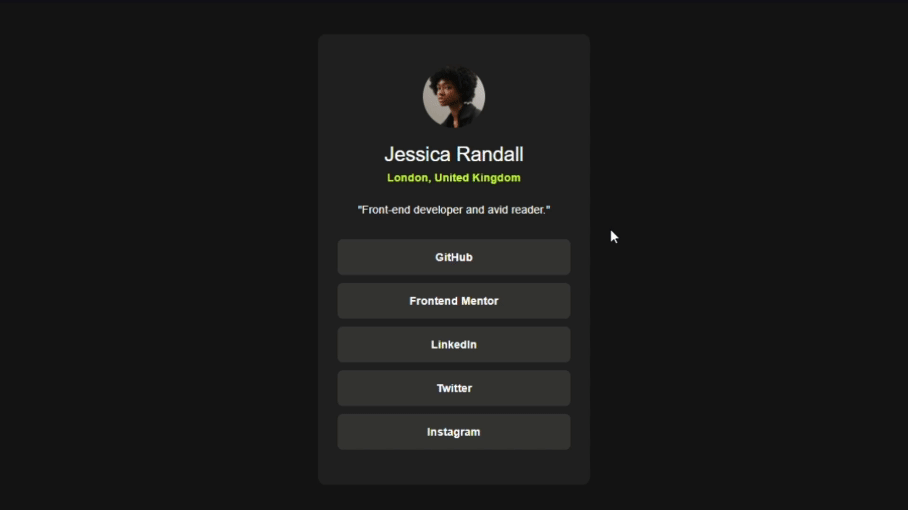 Jessica Randall
London, United Kingdom
"Front-end developer and avid reader."
GitHub
Frontend Mentor
LinkedIn
Twitter
Instagram